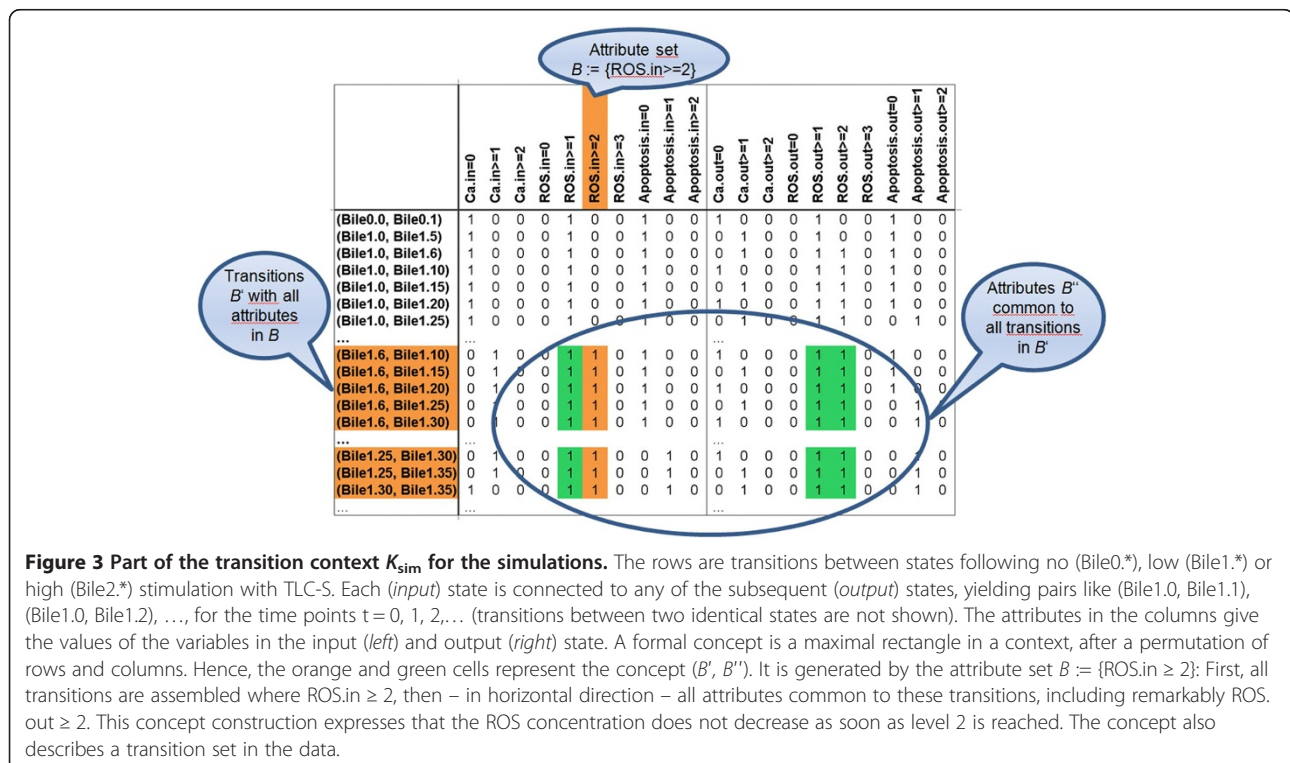 Attribute set
B := {ROS.in>=2}
Ca.in=0 Ca.in>=1 Ca.in>=2 ROS.in=0 ROS.in>=1 ROS.in>=2 ROS.in>=3 Apoptosis.in=0 Apoptosis.in>=1 Apoptosis.in>=2 Ca.out=0 Ca.out>=1 Ca.out>=2 ROS.out=0 ROS.out>=1 ROS.out>=2 ROS.out>=3 Apoptosis.out=0 Apoptosis.out>=1 Apoptosis.out>=2
(Bile0.0, Bile0.1) 1 0 0 0 1 0 0 1 0 0 1 0 0 0 1 0 0 1 0 0
(Bile1.0, Bile1.5) 1 0 0 0 1 0 0 1 0 0 0 1 0 0 1 0 0 1 0 0
(Bile1.0, Bile1.6) 1 0 0 0 1 0 0 1 0 0 0 1 0 0 1 1 0 1 0 0
(Bile1.0, Bile1.10) 1 0 0 0 1 0 0 1 0 0 1 0 0 0 1 1 0 1 0 0
(Bile1.0, Bile1.15) 1 0 0 0 1 0 0 1 0 0 0 1 0 0 1 1 0 1 0 0
(Bile1.0, Bile1.20) 1 0 0 0 1 0 0 1 0 0 1 0 0 0 1 1 0 1 0 0
(Bile1.0, Bile1.25) 1 0 0 0 1 0 0 1 0 0 0 1 0 0 1 1 0 0 1 0
... ... ...
(Bile1.6, Bile1.10) 0 1 0 0 1 1 0 1 0 0 1 0 0 0 1 1 0 1 0 0
(Bile1.6, Bile1.15) 0 1 0 0 1 1 0 1 0 0 0 1 0 0 1 1 0 1 0 0
(Bile1.6, Bile1.20) 0 1 0 0 1 1 0 1 0 0 1 0 0 0 1 1 0 1 0 0
(Bile1.6, Bile1.25) 0 1 0 0 1 1 0 1 0 0 0 1 0 0 1 1 0 0 1 0
(Bile1.6, Bile1.30) 0 1 0 0 1 1 0 1 0 0 1 0 0 0 1 1 0 0 1 0
... ... ...
(Bile1.25, Bile1.30) 0 1 0 0 1 1 0 0 1 0 1 0 0 0 1 1 0 0 1 0
(Bile1.25, Bile1.35) 0 1 0 0 1 1 0 0 1 0 0 1 0 0 1 1 0 0 1 0
(Bile1.30, Bile1.35) 1 0 0 0 1 1 0 0 1 0 0 1 0 0 1 1 0 0 1 0
... ... ...
Transitions
B' with all
attributes
in B
Attributes B''
common to
all transitions
in B'
Figure 3 Part of the transition context Ksim for the simulations. The rows are transitions between states following no (Bile0.*), low (Bile1.*) or
high (Bile2.*) stimulation with TLC-S. Each (input) state is connected to any of the subsequent (output) states, yielding pairs like (Bile1.0, Bile1.1),
(Bile1.0, Bile1.2), …, for the time points t = 0, 1, 2,… (transitions between two identical states are not shown). The attributes in the columns give
the values of the variables in the input (left) and output (right) state. A formal concept is a maximal rectangle in a context, after a permutation of
rows and columns. Hence, the orange and green cells represent the concept (B', B''). It is generated by the attribute set B := {ROS.in ≥ 2}: First, all
transitions are assembled where ROS.in ≥ 2, then – in horizontal direction – all attributes common to these transitions, including remarkably ROS.
out ≥ 2. This concept construction expresses that the ROS concentration does not decrease as soon as level 2 is reached. The concept also
describes a transition set in the data.